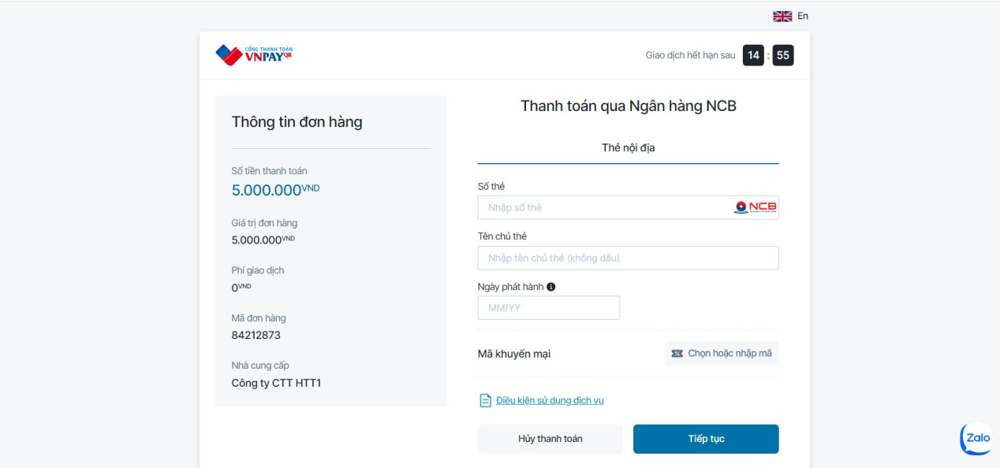 En
CỔNG THANH TOÁN
VNPAYQR
Giao dịch hết hạn sau 14 : 55
Thông tin đơn hàng
Số tiền thanh toán
5.000.000VND
Giá trị đơn hàng
5.000.000VND
Phí giao dịch
0VND
Mã đơn hàng
84212873
Nhà cung cấp
Công ty CTT HTT1
Thanh toán qua Ngân hàng NCB
Thẻ nội địa
Số thẻ
Nhập số thẻ
NCB
Tên chủ thẻ
Nhập tên chủ thẻ (không dấu)
Ngày phát hành
MM/YY
Mã khuyến mại
Chọn hoặc nhập mã
Điều kiện sử dụng dịch vụ
Hủy thanh toán
Tiếp tục
Zalo